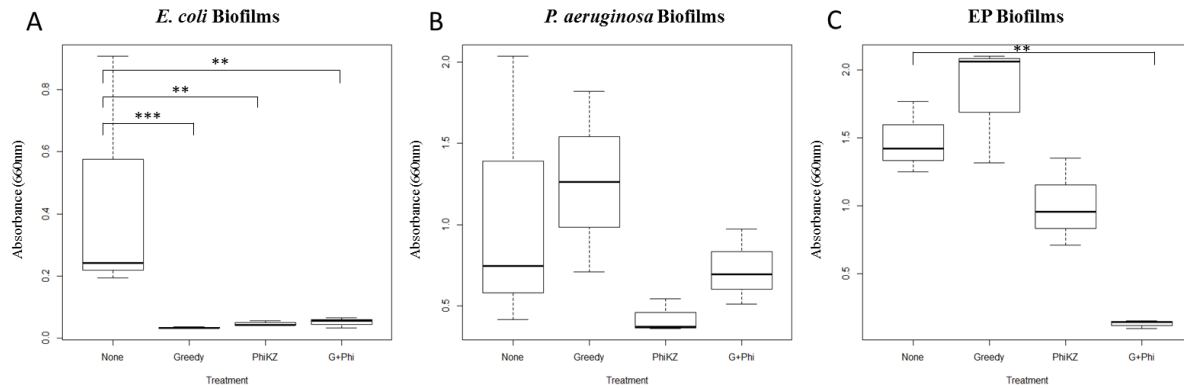 A
E. coli Biofilms
Absorbance (660nm)
0.8
0.6
0.4
0.2
0.0
**
**
***
None Greedy PhiKZ G+Phi
Treatment
B
P. aeruginosa Biofilms
Absorbance (660nm)
2.0
1.5
1.0
0.5
None Greedy PhiKZ G+Phi
Treatment
C
EP Biofilms
Absorbance (660nm)
2.0
1.5
1.0
0.5
**
None Greedy PhiKZ G+Phi
Treatment